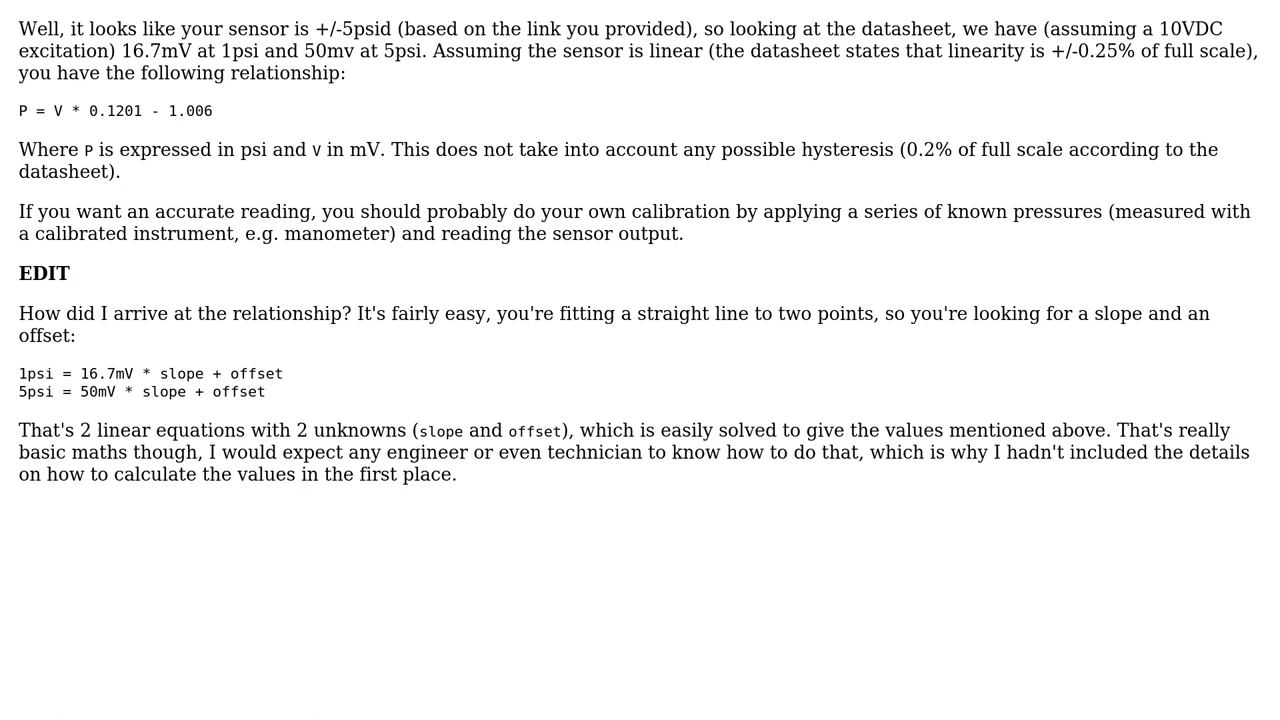 Well, it looks like your sensor is +/-5psid (based on the link you provided), so looking at the datasheet, we have (assuming a 10VDC
excitation) 16.7mV at 1psi and 50mv at 5psi. Assuming the sensor is linear (the datasheet states that linearity is +/-0.25% of full scale),
you have the following relationship:
P = V * 0.1201 - 1.006
Where P is expressed in psi and V in mV. This does not take into account any possible hysteresis (0.2% of full scale according to the
datasheet).
If you want an accurate reading, you should probably do your own calibration by applying a series of known pressures (measured with
a calibrated instrument, e.g. manometer) and reading the sensor output.
EDIT
How did I arrive at the relationship? It's fairly easy, you're fitting a straight line to two points, so you're looking for a slope and an
offset:
1psi = 16.7mV * slope + offset
5psi = 50mV * slope + offset
That's 2 linear equations with 2 unknowns (slope and offset), which is easily solved to give the values mentioned above. That's really
basic maths though, I would expect any engineer or even technician to know how to do that, which is why I hadn't included the details
on how to calculate the values in the first place.